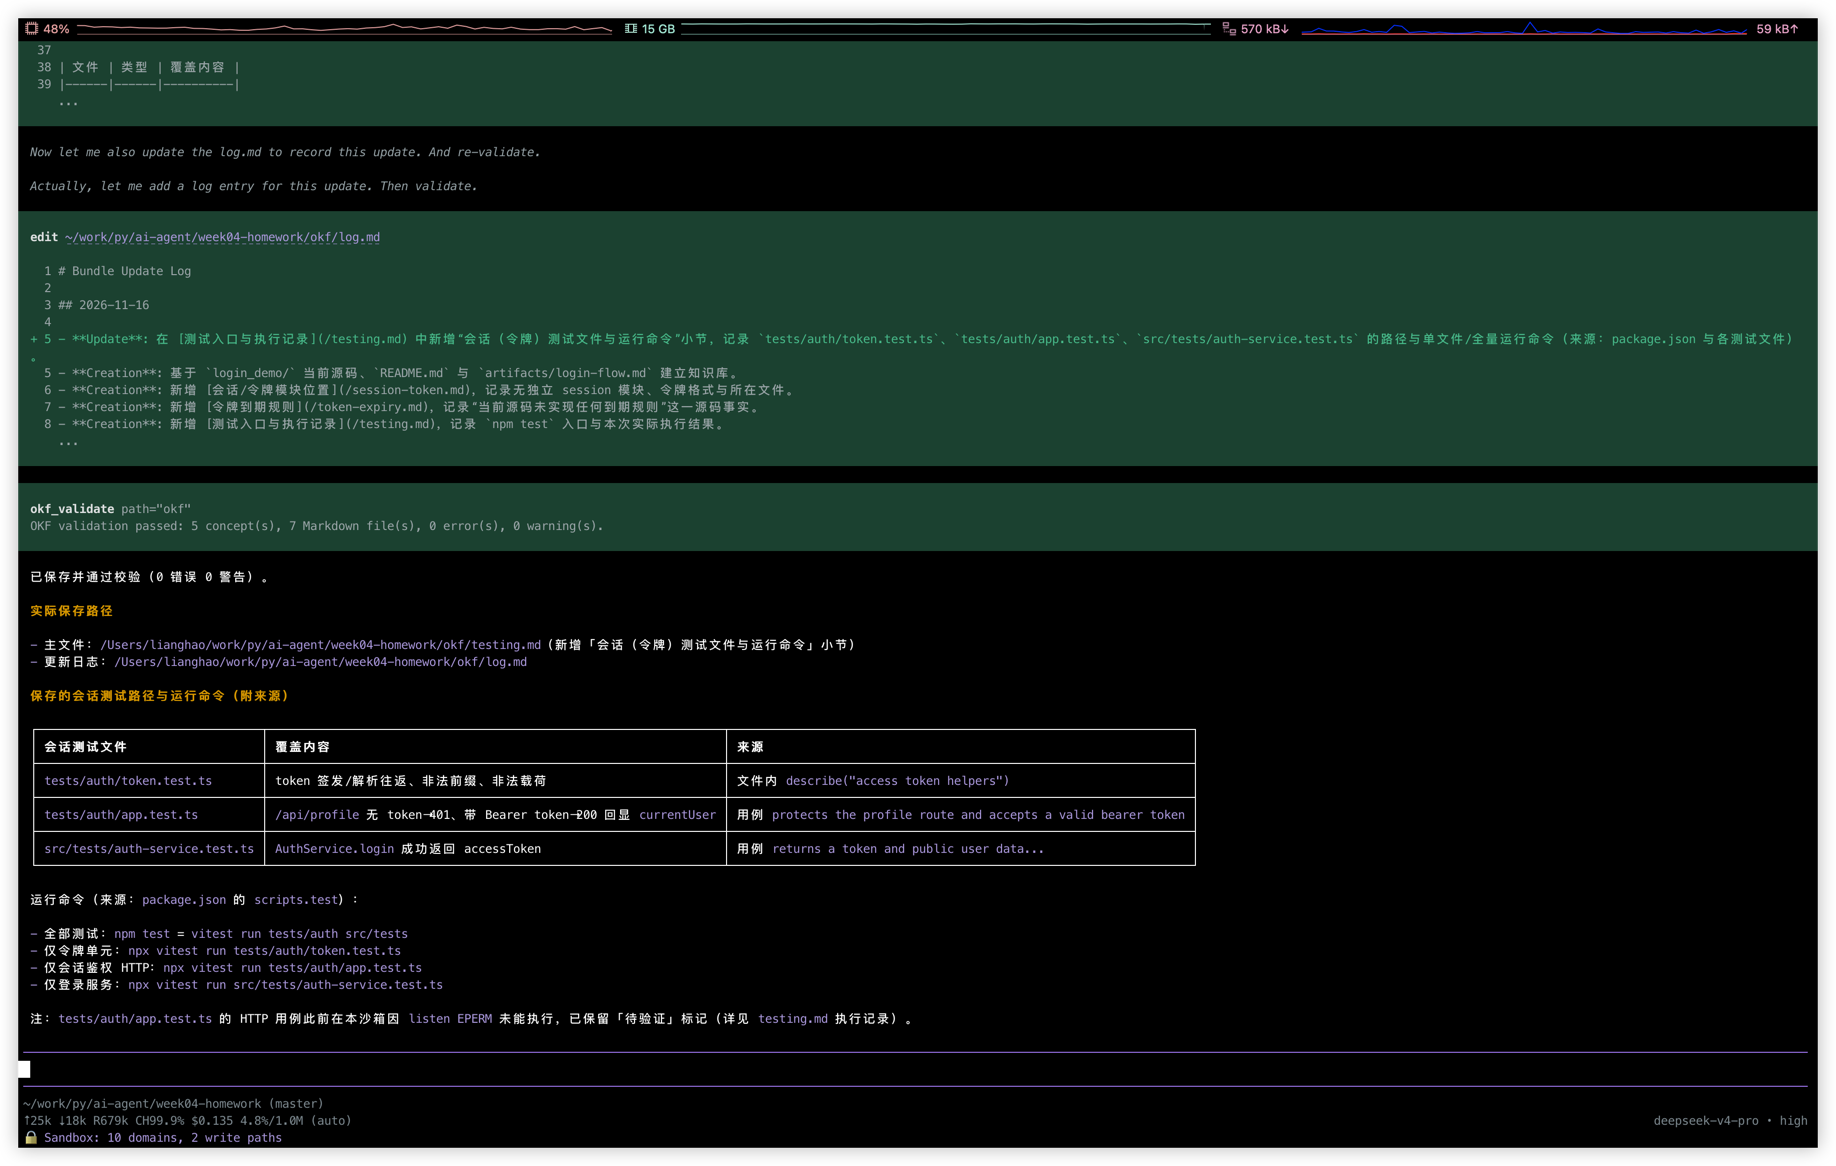 48% 15 GB 570 kB↓ 59 kB↑
37
38 | 文件 | 类型 | 覆盖内容 |
39 |------|------|----------|
...
Now let me also update the log.md to record this update. And re-validate.
Actually, let me add a log entry for this update. Then validate.
edit ~/work/py/ai-agent/week04-homework/okf/log.md
1 # Bundle Update Log
2
3 ## 2026-11-16
4
+ 5 - **Update**: 在 [测试入口与执行记录](/testing.md) 中新增“会话（令牌）测试文件与运行命令”小节，记录 `tests/auth/token.test.ts`、`tests/auth/app.test.ts`、`src/tests/auth-service.test.ts` 的路径与单文件/全量运行命令（来源：package.json 与各测试文件）
。
5 - **Creation**: 基于 `login_demo/` 当前源码、`README.md` 与 `artifacts/login-flow.md` 建立知识库。
6 - **Creation**: 新增 [会话/令牌模块位置](/session-token.md)，记录无独立 session 模块、令牌格式与所在文件。
7 - **Creation**: 新增 [令牌到期规则](/token-expiry.md)，记录“当前源码未实现任何到期规则”这一源码事实。
8 - **Creation**: 新增 [测试入口与执行记录](/testing.md)，记录 `npm test` 入口与本次实际执行结果。
...
okf_validate path="okf"
OKF validation passed: 5 concept(s), 7 Markdown file(s), 0 error(s), 0 warning(s).
已保存并通过校验（0 错误 0 警告）。
实际保存路径
- 主文件：/Users/lianghao/work/py/ai-agent/week04-homework/okf/testing.md（新增「会话（令牌）测试文件与运行命令」小节）
- 更新日志：/Users/lianghao/work/py/ai-agent/week04-homework/okf/log.md
保存的会话测试路径与运行命令（附来源）
会话测试文件 覆盖内容 来源
tests/auth/token.test.ts token 签发/解析往返、非法前缀、非法载荷 文件内 describe("access token helpers")
tests/auth/app.test.ts /api/profile 无 token→401、带 Bearer token→200 回显 currentUser 用例 protects the profile route and accepts a valid bearer token
src/tests/auth-service.test.ts AuthService.login 成功返回 accessToken 用例 returns a token and public user data...
运行命令（来源：package.json 的 scripts.test）：
- 全部测试：npm test = vitest run tests/auth src/tests
- 仅令牌单元：npx vitest run tests/auth/token.test.ts
- 仅会话鉴权 HTTP：npx vitest run tests/auth/app.test.ts
- 仅登录服务：npx vitest run src/tests/auth-service.test.ts
注：tests/auth/app.test.ts 的 HTTP 用例此前在本沙箱因 listen EPERM 未能执行，已保留「待验证」标记（详见 testing.md 执行记录）。
~/work/py/ai-agent/week04-homework (master)
↑25k ↓18k R679k CH99.9% $0.135 4.8%/1.0M (auto) deepseek-v4-pro • high
Sandbox: 10 domains, 2 write paths